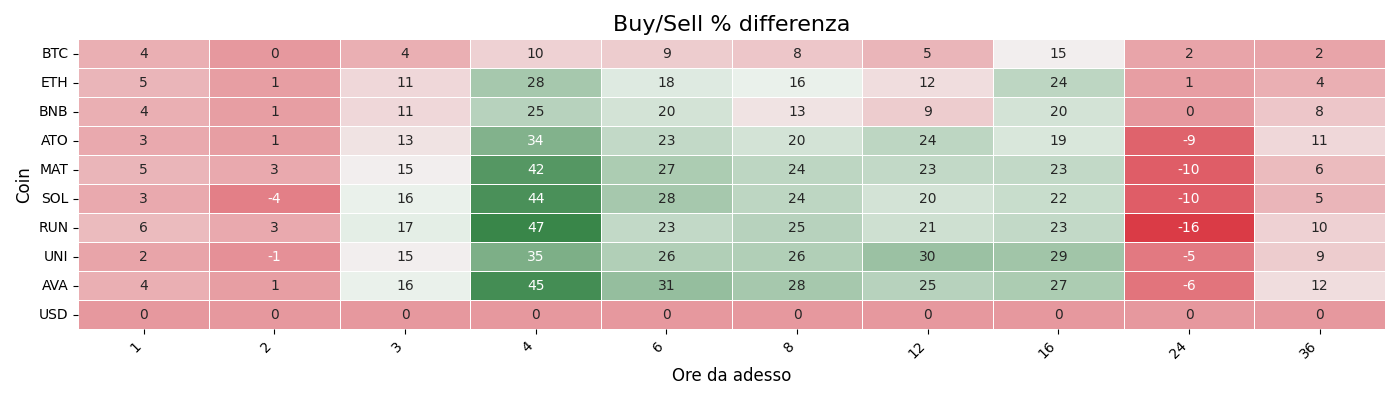 Buy/Sell % differenza
Coin
BTC 4 0 4 10 9 8 5 15 2 2
ETH 5 1 11 28 18 16 12 24 1 4
BNB 4 1 11 25 20 13 9 20 0 8
ATO 3 1 13 34 23 20 24 19 -9 11
MAT 5 3 15 42 27 24 23 23 -10 6
SOL 3 -4 16 44 28 24 20 22 -10 5
RUN 6 3 17 47 23 25 21 23 -16 10
UNI 2 -1 15 35 26 26 30 29 -5 9
AVA 4 1 16 45 31 28 25 27 -6 12
USD 0 0 0 0 0 0 0 0 0 0
1 2 3 4 6 8 12 16 24 36
Ore da adesso